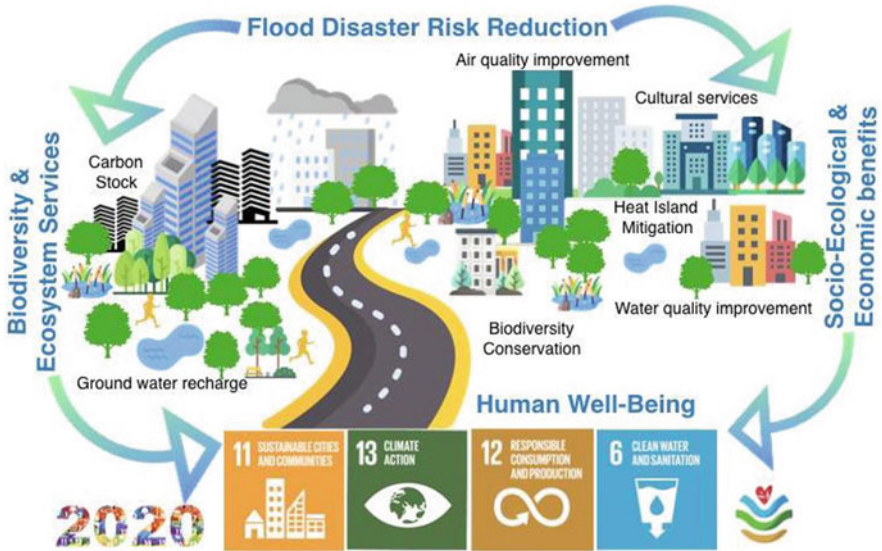 Flood Disaster Risk Reduction
Air quality improvement
Cultural services
Carbon
Stock
Biodiversity &
Ecosystem Services
Socio-Ecological &
Economic benefits
Heat Island
Mitigation
Water quality improvement
Biodiversity
Conservation
Ground water recharge
Human Well-Being
11 SUSTAINABLE CITIES
AND COMMUNITIES
13 CLIMATE
ACTION
12 RESPONSIBLE
CONSUMPTION
AND PRODUCTION
6 CLEAN WATER
AND SANITATION
2020